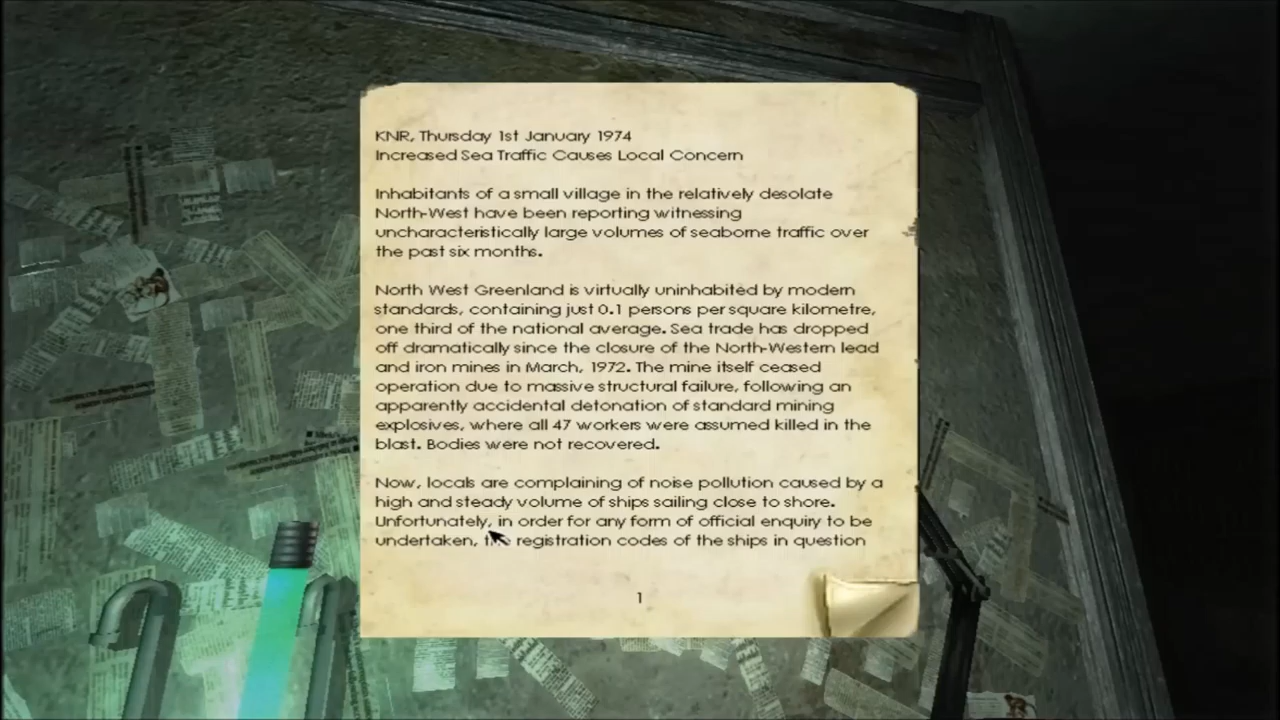 KNR, Thursday 1st January 1974
Increased Sea Traffic Causes Local Concern
Inhabitants of a small village in the relatively desolate
North-West have been reporting witnessing
uncharacteristically large volumes of seaborne traffic over
the past six months.
North West Greenland is virtually uninhabited by modern
standards, containing just 0.1 persons per square kilometre,
one third of the national average. Sea trade has dropped
off dramatically since the closure of the North-Western lead
and iron mines in March, 1972. The mine itself ceased
operation due to massive structural failure, following an
apparently accidental detonation of standard mining
explosives, where all 47 workers were assumed killed in the
blast. Bodies were not recovered.
Now, locals are complaining of noise pollution caused by a
high and steady volume of ships sailing close to shore.
Unfortunately, in order for any form of official enquiry to be
undertaken, the registration codes of the ships in question
1